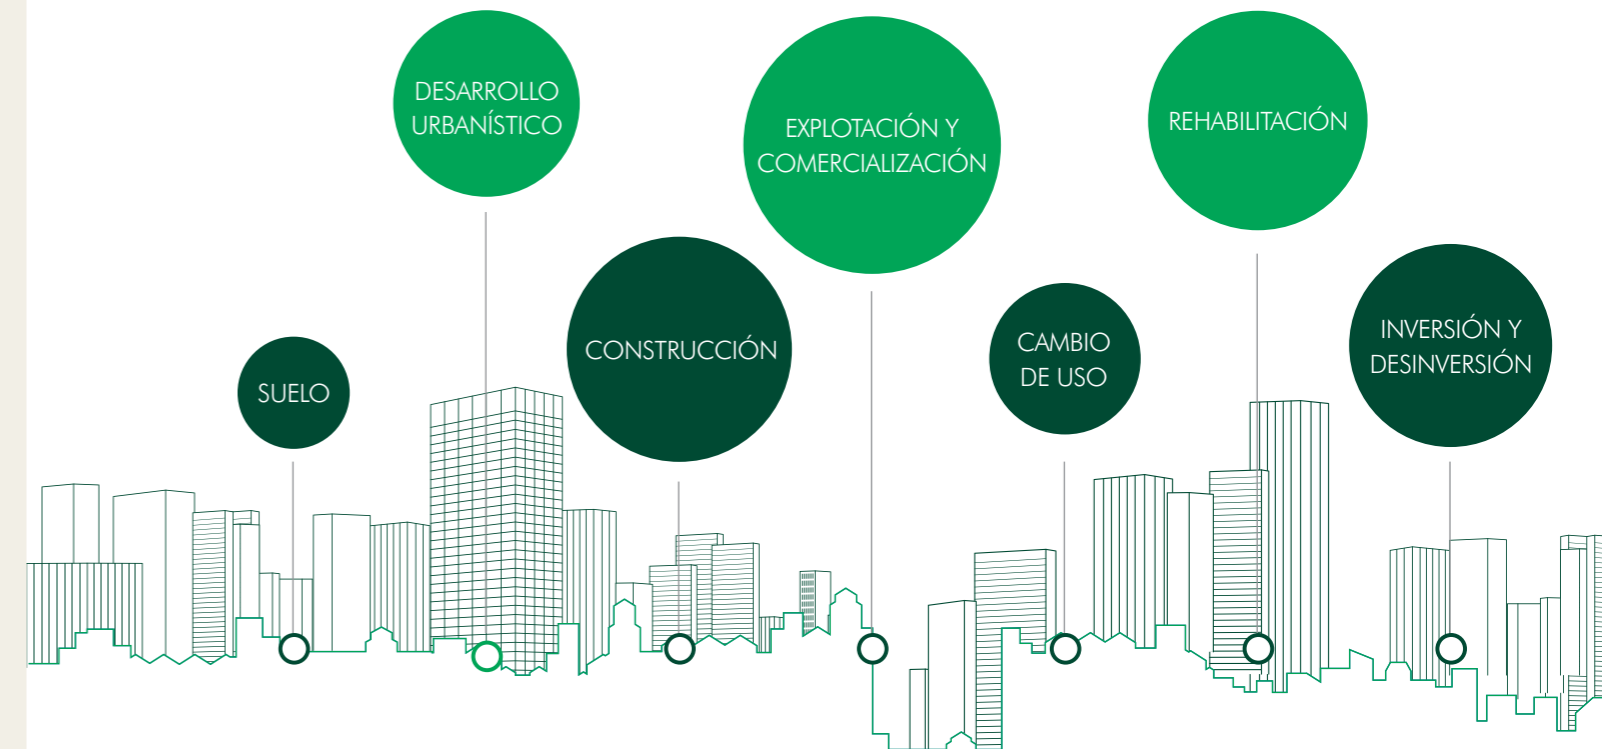 SUELO
DESARROLLO
URBANÍSTICO
CONSTRUCCIÓN
EXPLOTACIÓN Y
COMERCIALIZACIÓN
CAMBIO
DE USO
REHABILITACIÓN
INVERSIÓN Y
DESINVERSIÓN